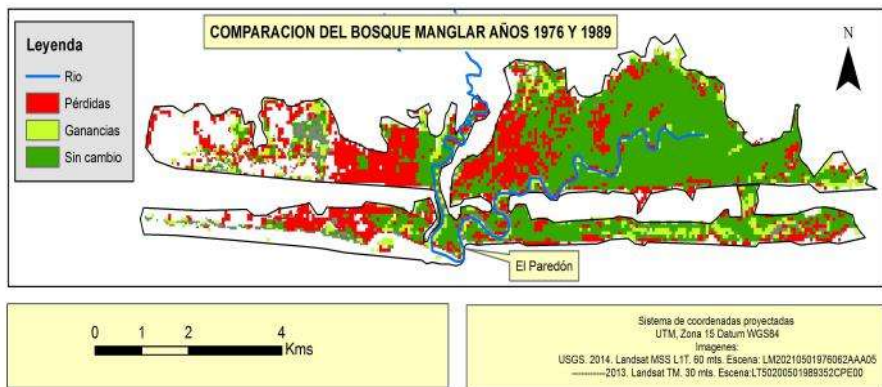 COMPARACION DEL BOSQUE MANGLAR AÑOS 1976 Y 1989
Leyenda
Rio
Pérdidas
Ganancias
Sin cambio
N
El Paredón
0 1 2 4
Kms
Sistema de coordenadas proyectadas
UTM, Zona 15 Datum WGS84
Imagenes:
USGS. 2014. Landsat MSS L1T. 60 mts. Escena: LM20210501976062AAA05
------------2013. Landsat TM. 30 mts. Escena:LT50200501989352CPE00